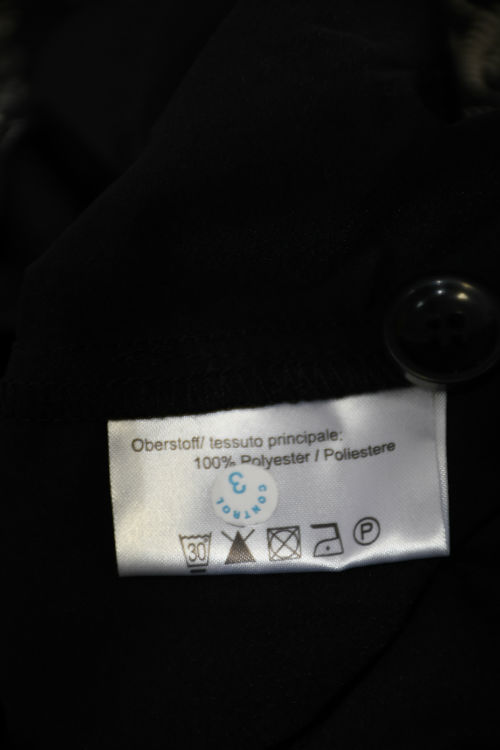 Oberstoff/ tessuto principale:
100% Polyester / Poliestere
3
CONTROL
30
P